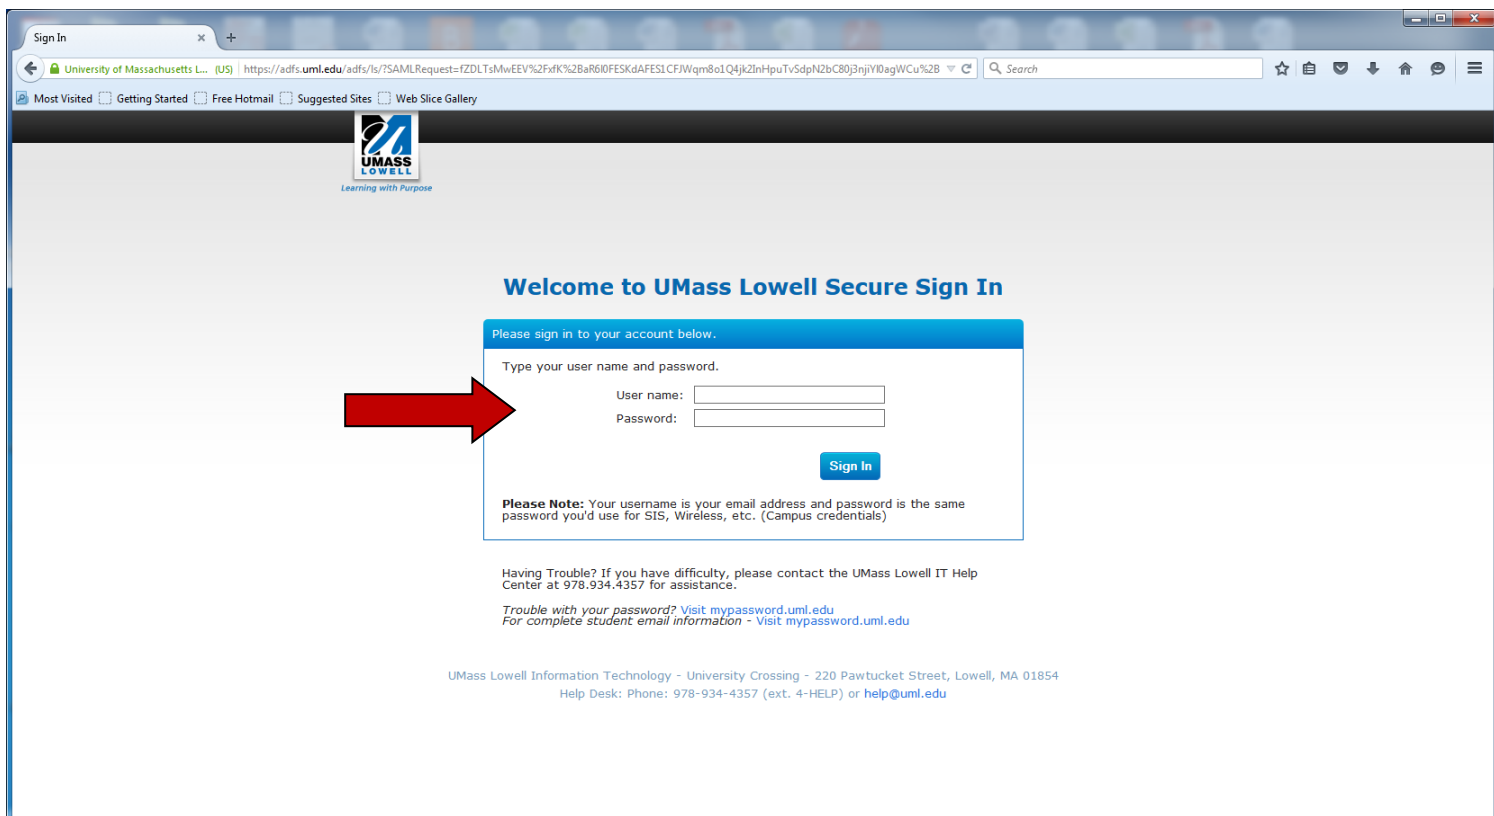 Sign In
University of Massachusetts L... (US) https://adfs.uml.edu/adfs/ls/?SAMLRequest=fZDLTsMwEEV%2FxfK%2BaR6I0FESKdAFES1CFJWqm8o1Q4jk2InHpuTvSdpN2bC80j3njiYI0agWCu%2B Search
Most Visited Getting Started Free Hotmail Suggested Sites Web Slice Gallery
UMASS
LOWELL
Learning with Purpose
Welcome to UMass Lowell Secure Sign In
Please sign in to your account below.
Type your user name and password.
User name:
Password:
Sign In
Please Note: Your username is your email address and password is the same
password you'd use for SIS, Wireless, etc. (Campus credentials)
Having Trouble? If you have difficulty, please contact the UMass Lowell IT Help
Center at 978.934.4357 for assistance.
Trouble with your password? Visit mypassword.uml.edu
For complete student email information - Visit mypassword.uml.edu
UMass Lowell Information Technology - University Crossing - 220 Pawtucket Street, Lowell, MA 01854
Help Desk: Phone: 978-934-4357 (ext. 4-HELP) or help@uml.edu